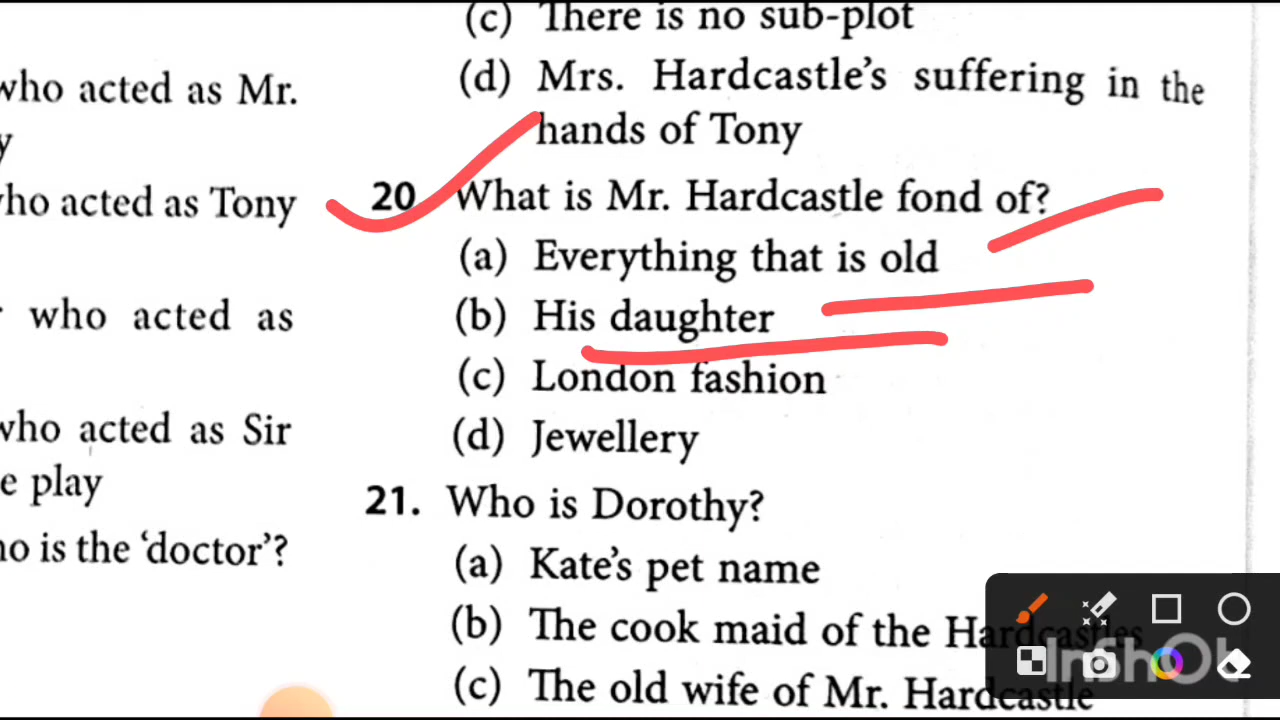 who acted as Mr.
y
who acted as Tony
who acted as
who acted as Sir
e play
ho is the 'doctor'?
(c) There is no sub-plot
(d) Mrs. Hardcastle's suffering in the
hands of Tony
20 What is Mr. Hardcastle fond of?
(a) Everything that is old
(b) His daughter
(c) London fashion
(d) Jewellery
21. Who is Dorothy?
(a) Kate's pet name
(b) The cook maid of the Hardcastles
(c) The old wife of Mr. Hardcastle
InShOt